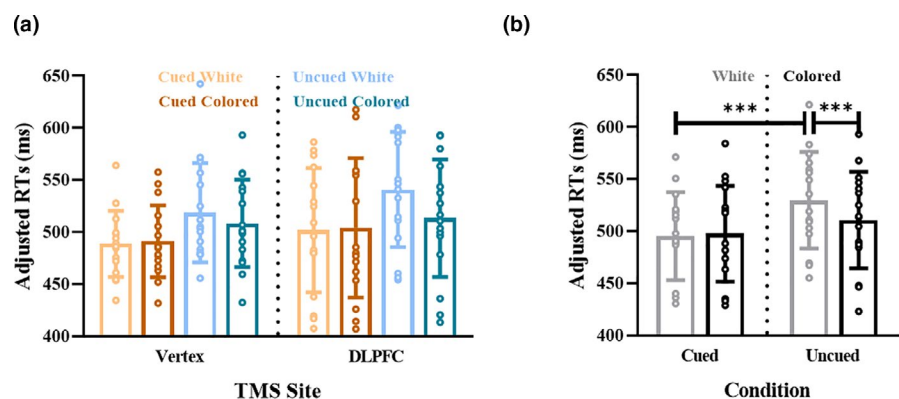 (a)
Cued White
Cued Colored
Uncued White
Uncued Colored
Adjusted RTs (ms)
650
600
550
500
450
400
Vertex
DLPFC
TMS Site
(b)
White
Colored
***
***
Adjusted RTs (ms)
650
600
550
500
450
400
Cued
Uncued
Condition